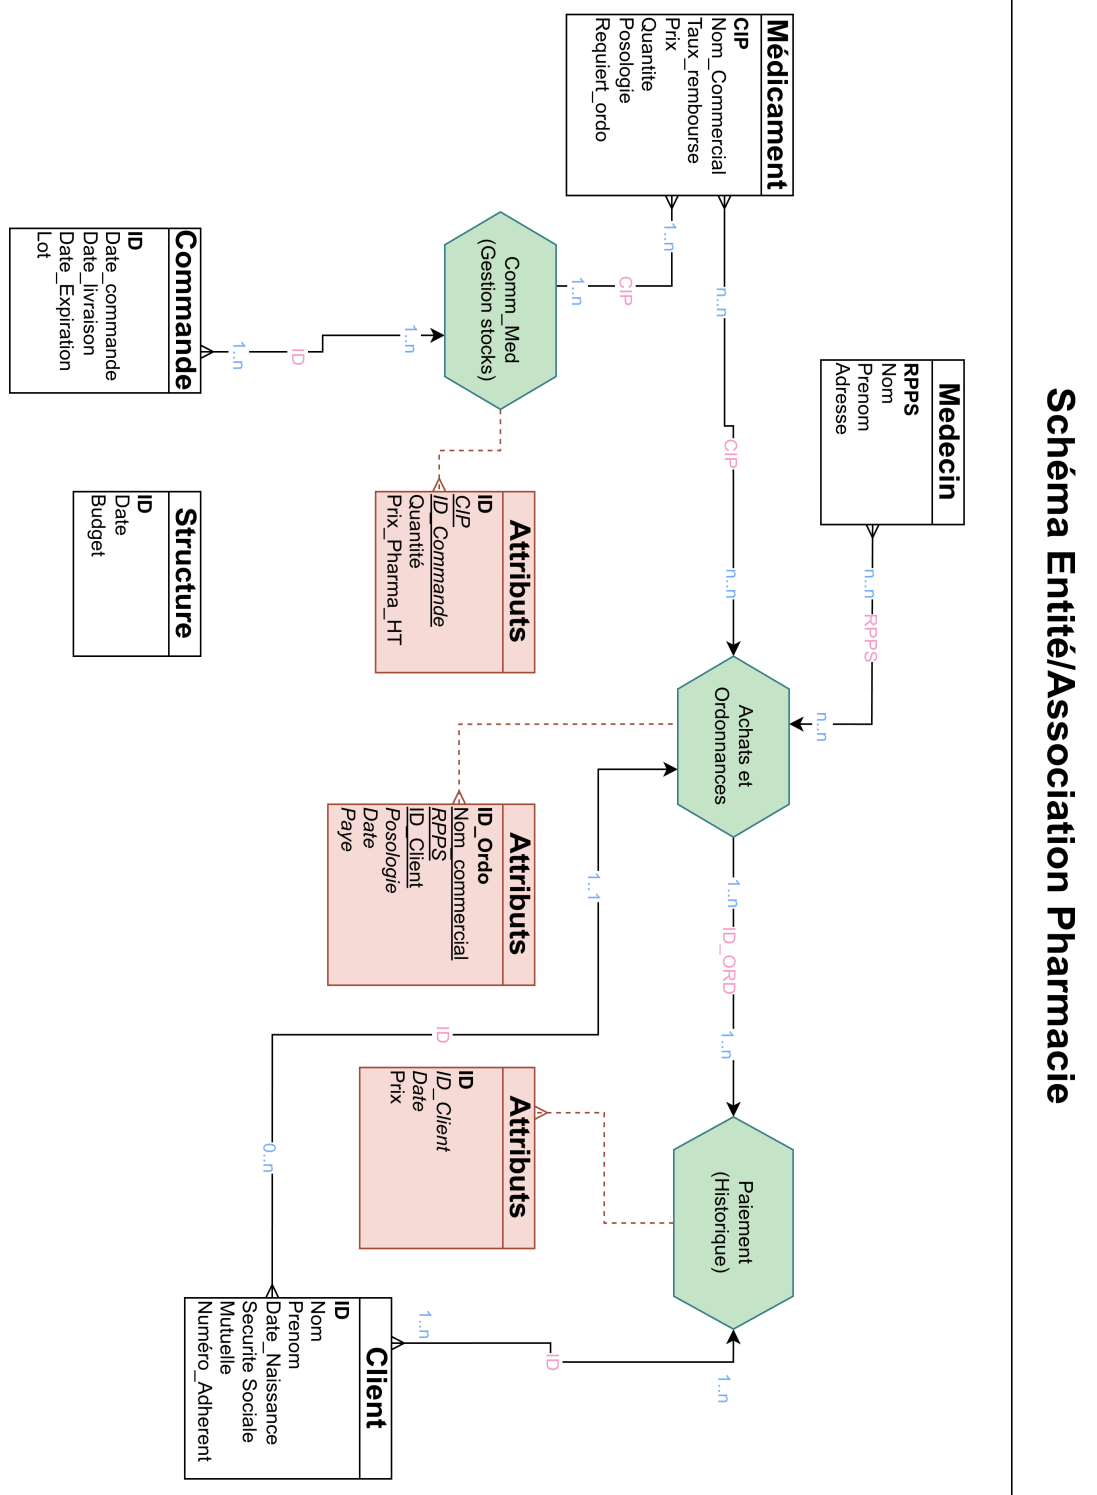 Schéma Entité/Association Pharmacie
Médicament
CIP
Nom_Commercial
Taux_rembourse
Prix
Quantite
Posologie
Requiert_ordo
Medecin
RPPS
Nom
Prenom
Adresse
n..n
RPPS
n..n
n..n
CIP
n..n
1..n
CIP
1..n
Comm_Med
(Gestion stocks)
1..n
ID
1..n
Commande
ID
Date_commande
Date_livraison
Date_Expiration
Lot
Attributs
ID
CIP
ID_Commande
Quantité
Prix_Pharma_HT
Structure
ID
Date
Budget
Achats et
Ordonnances
1..n
ID_ORD
1..n
Paiement
(Historique)
Attributs
ID_Ordo
Nom_commercial
RPPS
ID_Client
Posologie
Date
Paye
1..1
ID
0..n
Attributs
ID
ID_Client
Date
Prix
1..n
ID
1..n
Client
ID
Nom
Prenom
Date_Naissance
Securite Sociale
Mutuelle
Numéro_Adherent